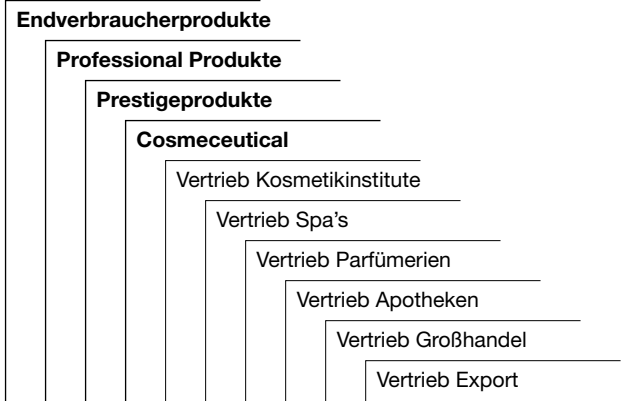 Endverbraucherprodukte
Professional Produkte
Prestigeprodukte
Cosmeceutical
Vertrieb Kosmetikinstitute
Vertrieb Spa’s
Vertrieb Parfümerien
Vertrieb Apotheken
Vertrieb Großhandel
Vertrieb Export